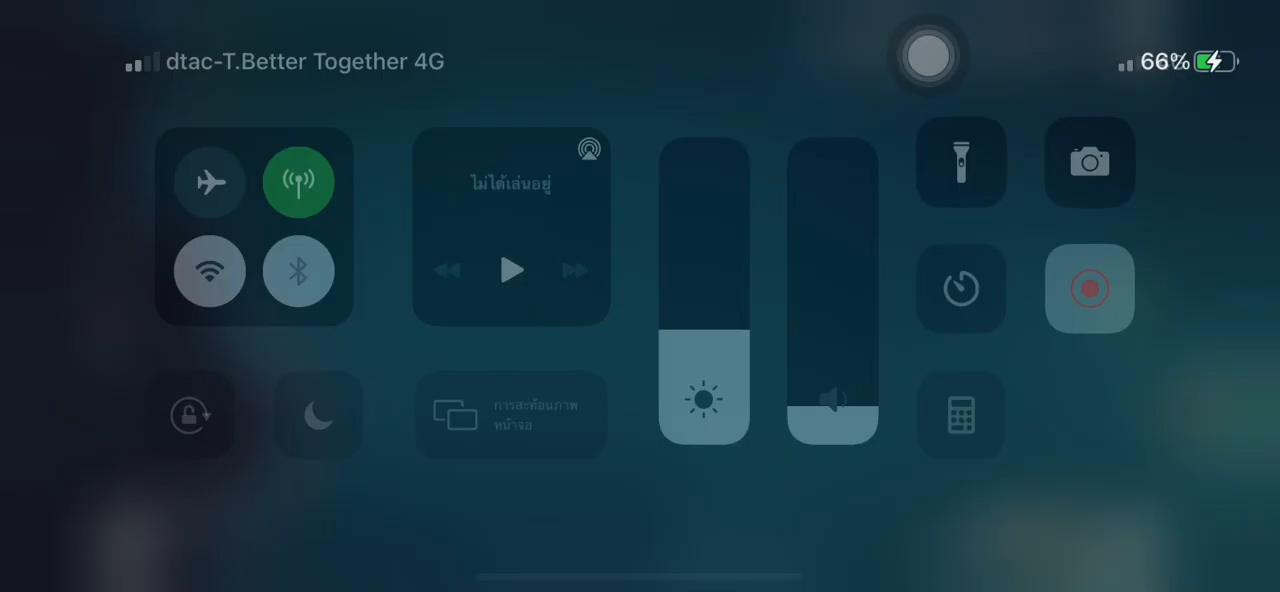 dtac-T.Better Together 4G
66%
ไม่ได้เล่นอยู่
การสะท้อนภาพ
หน้าจอ